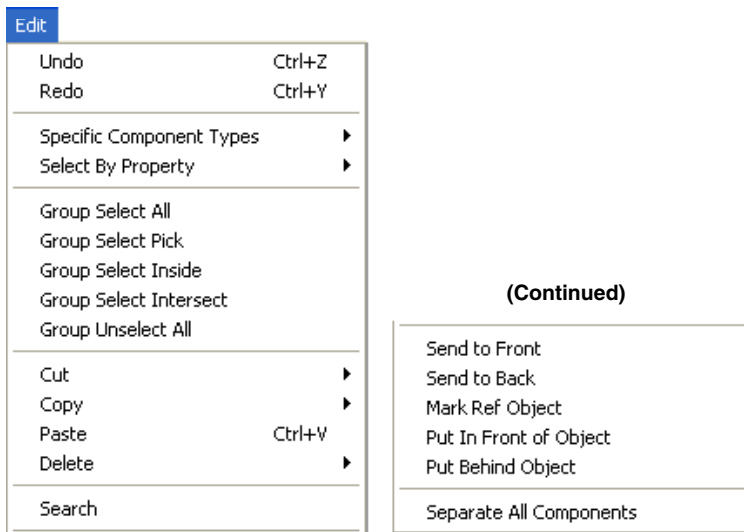 Edit
Undo Ctrl+Z
Redo Ctrl+Y
Specific Component Types
Select By Property
Group Select All
Group Select Pick
Group Select Inside
Group Select Intersect
Group Unselect All
Cut
Copy
Paste Ctrl+V
Delete
Search
(Continued)
Send to Front
Send to Back
Mark Ref Object
Put In Front of Object
Put Behind Object
Separate All Components